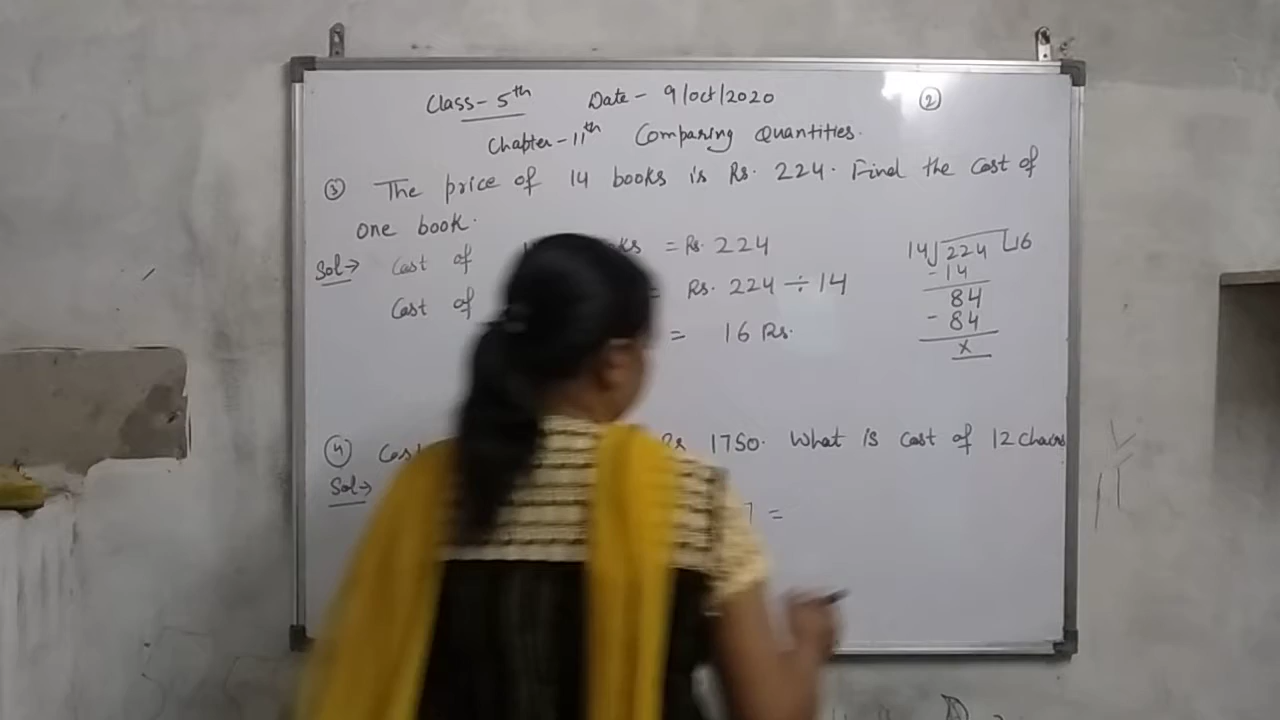 Class - 5th Date - 9/Oct/2020 ②
Chapter - 11th Comparing Quantities.
③ The price of 14 books is Rs. 224. Find the cost of
one book.
Sol→ Cost of = Rs. 224
Cost of = Rs. 224 ÷ 14
= 16 Rs.
14 224 16
- 14
84
- 84
x
④ Rs 1750. What is cost of 12 chairs
Sol→
7 =